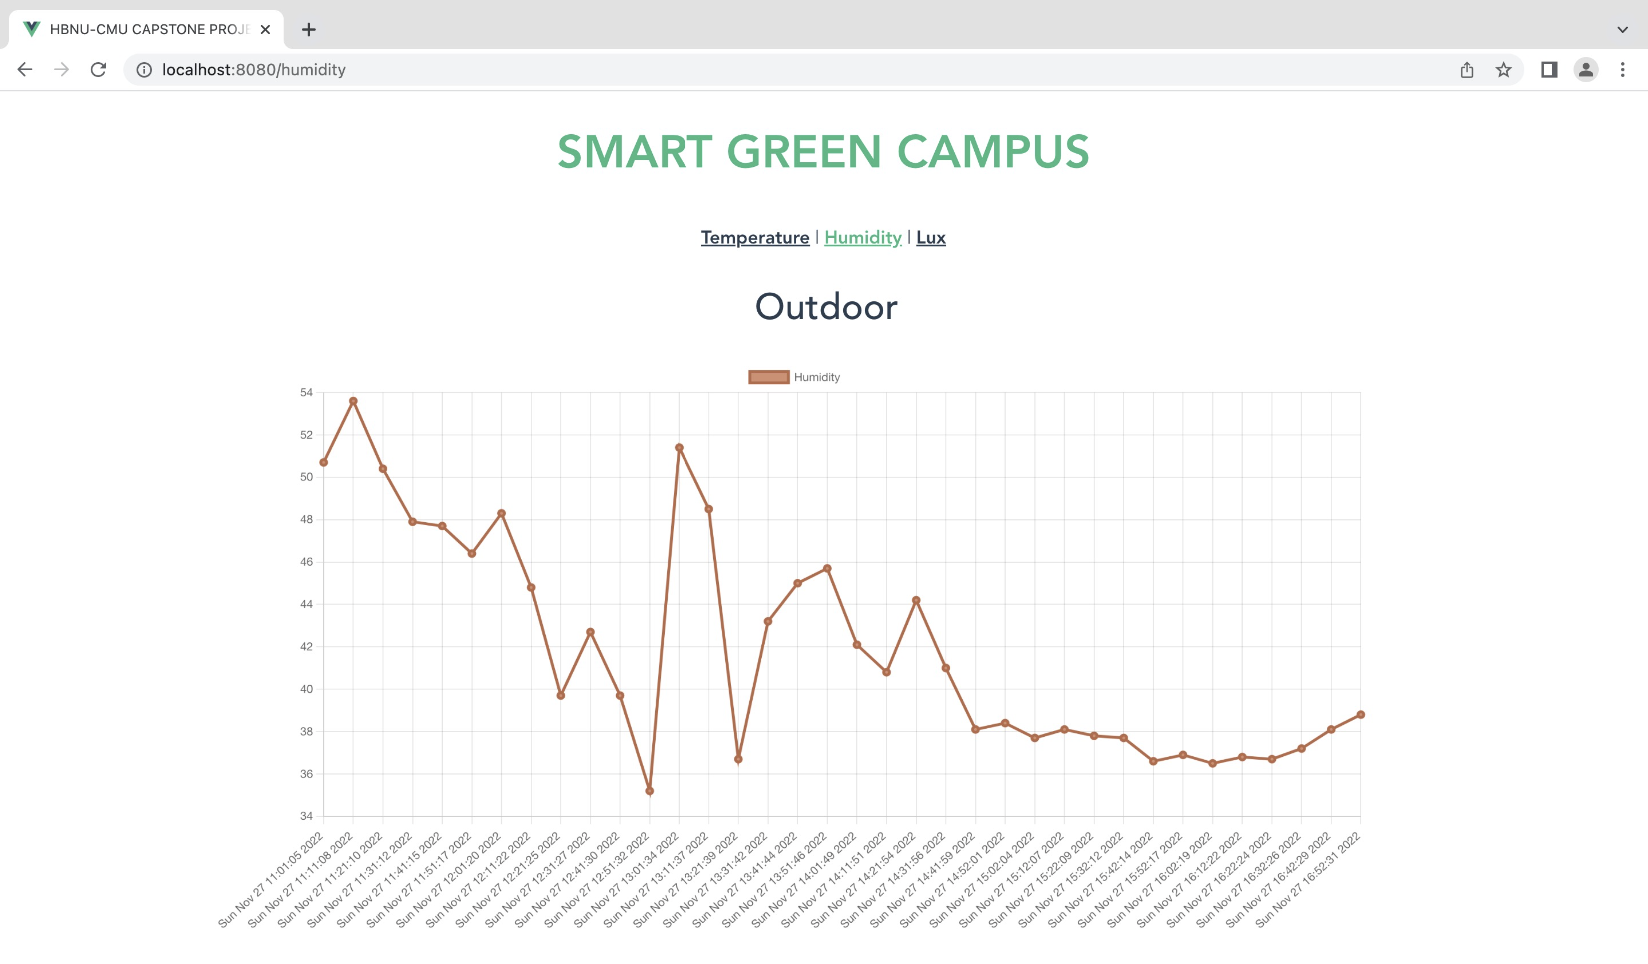 HBNU-CMU CAPSTONE PROJE
localhost:8080/humidity
SMART GREEN CAMPUS
Temperature | Humidity | Lux
Outdoor
Humidity
54
52
50
48
46
44
42
40
38
36
34
Sun Nov 27 11:01:05 2022
Sun Nov 27 11:11:08 2022
Sun Nov 27 11:21:10 2022
Sun Nov 27 11:31:12 2022
Sun Nov 27 11:41:15 2022
Sun Nov 27 11:51:17 2022
Sun Nov 27 12:01:20 2022
Sun Nov 27 12:11:22 2022
Sun Nov 27 12:21:25 2022
Sun Nov 27 12:31:27 2022
Sun Nov 27 12:41:30 2022
Sun Nov 27 12:51:32 2022
Sun Nov 27 13:01:34 2022
Sun Nov 27 13:11:37 2022
Sun Nov 27 13:21:39 2022
Sun Nov 27 13:31:42 2022
Sun Nov 27 13:41:44 2022
Sun Nov 27 13:51:46 2022
Sun Nov 27 14:01:49 2022
Sun Nov 27 14:11:51 2022
Sun Nov 27 14:21:54 2022
Sun Nov 27 14:31:56 2022
Sun Nov 27 14:41:59 2022
Sun Nov 27 14:52:01 2022
Sun Nov 27 15:02:04 2022
Sun Nov 27 15:12:07 2022
Sun Nov 27 15:22:09 2022
Sun Nov 27 15:32:12 2022
Sun Nov 27 15:42:14 2022
Sun Nov 27 15:52:17 2022
Sun Nov 27 16:02:19 2022
Sun Nov 27 16:12:22 2022
Sun Nov 27 16:22:24 2022
Sun Nov 27 16:32:26 2022
Sun Nov 27 16:42:29 2022
Sun Nov 27 16:52:31 2022